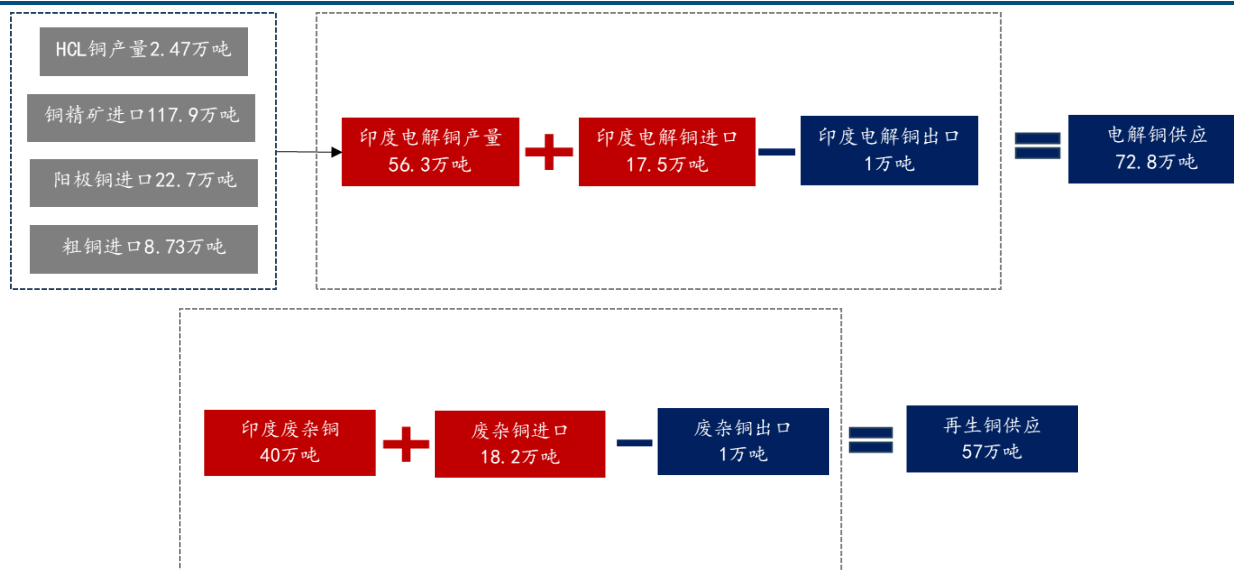 HCL铜产量2.47万吨
铜精矿进口117.9万吨
阳极铜进口22.7万吨
粗铜进口8.73万吨
印度电解铜产量
56.3万吨
印度电解铜进口
17.5万吨
印度电解铜出口
1万吨
电解铜供应
72.8万吨
印度废杂铜
40万吨
废杂铜进口
18.2万吨
废杂铜出口
1万吨
再生铜供应
57万吨